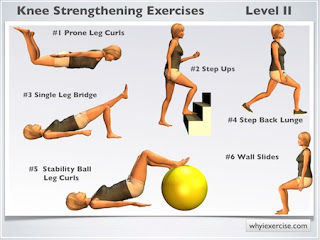 Knee Strengthening Exercises Level II
#1 Prone Leg Curls
#2 Step Ups
#3 Single Leg Bridge
#4 Step Back Lunge
#5 Stability Ball
Leg Curls
#6 Wall Slides
whyiexercise.com